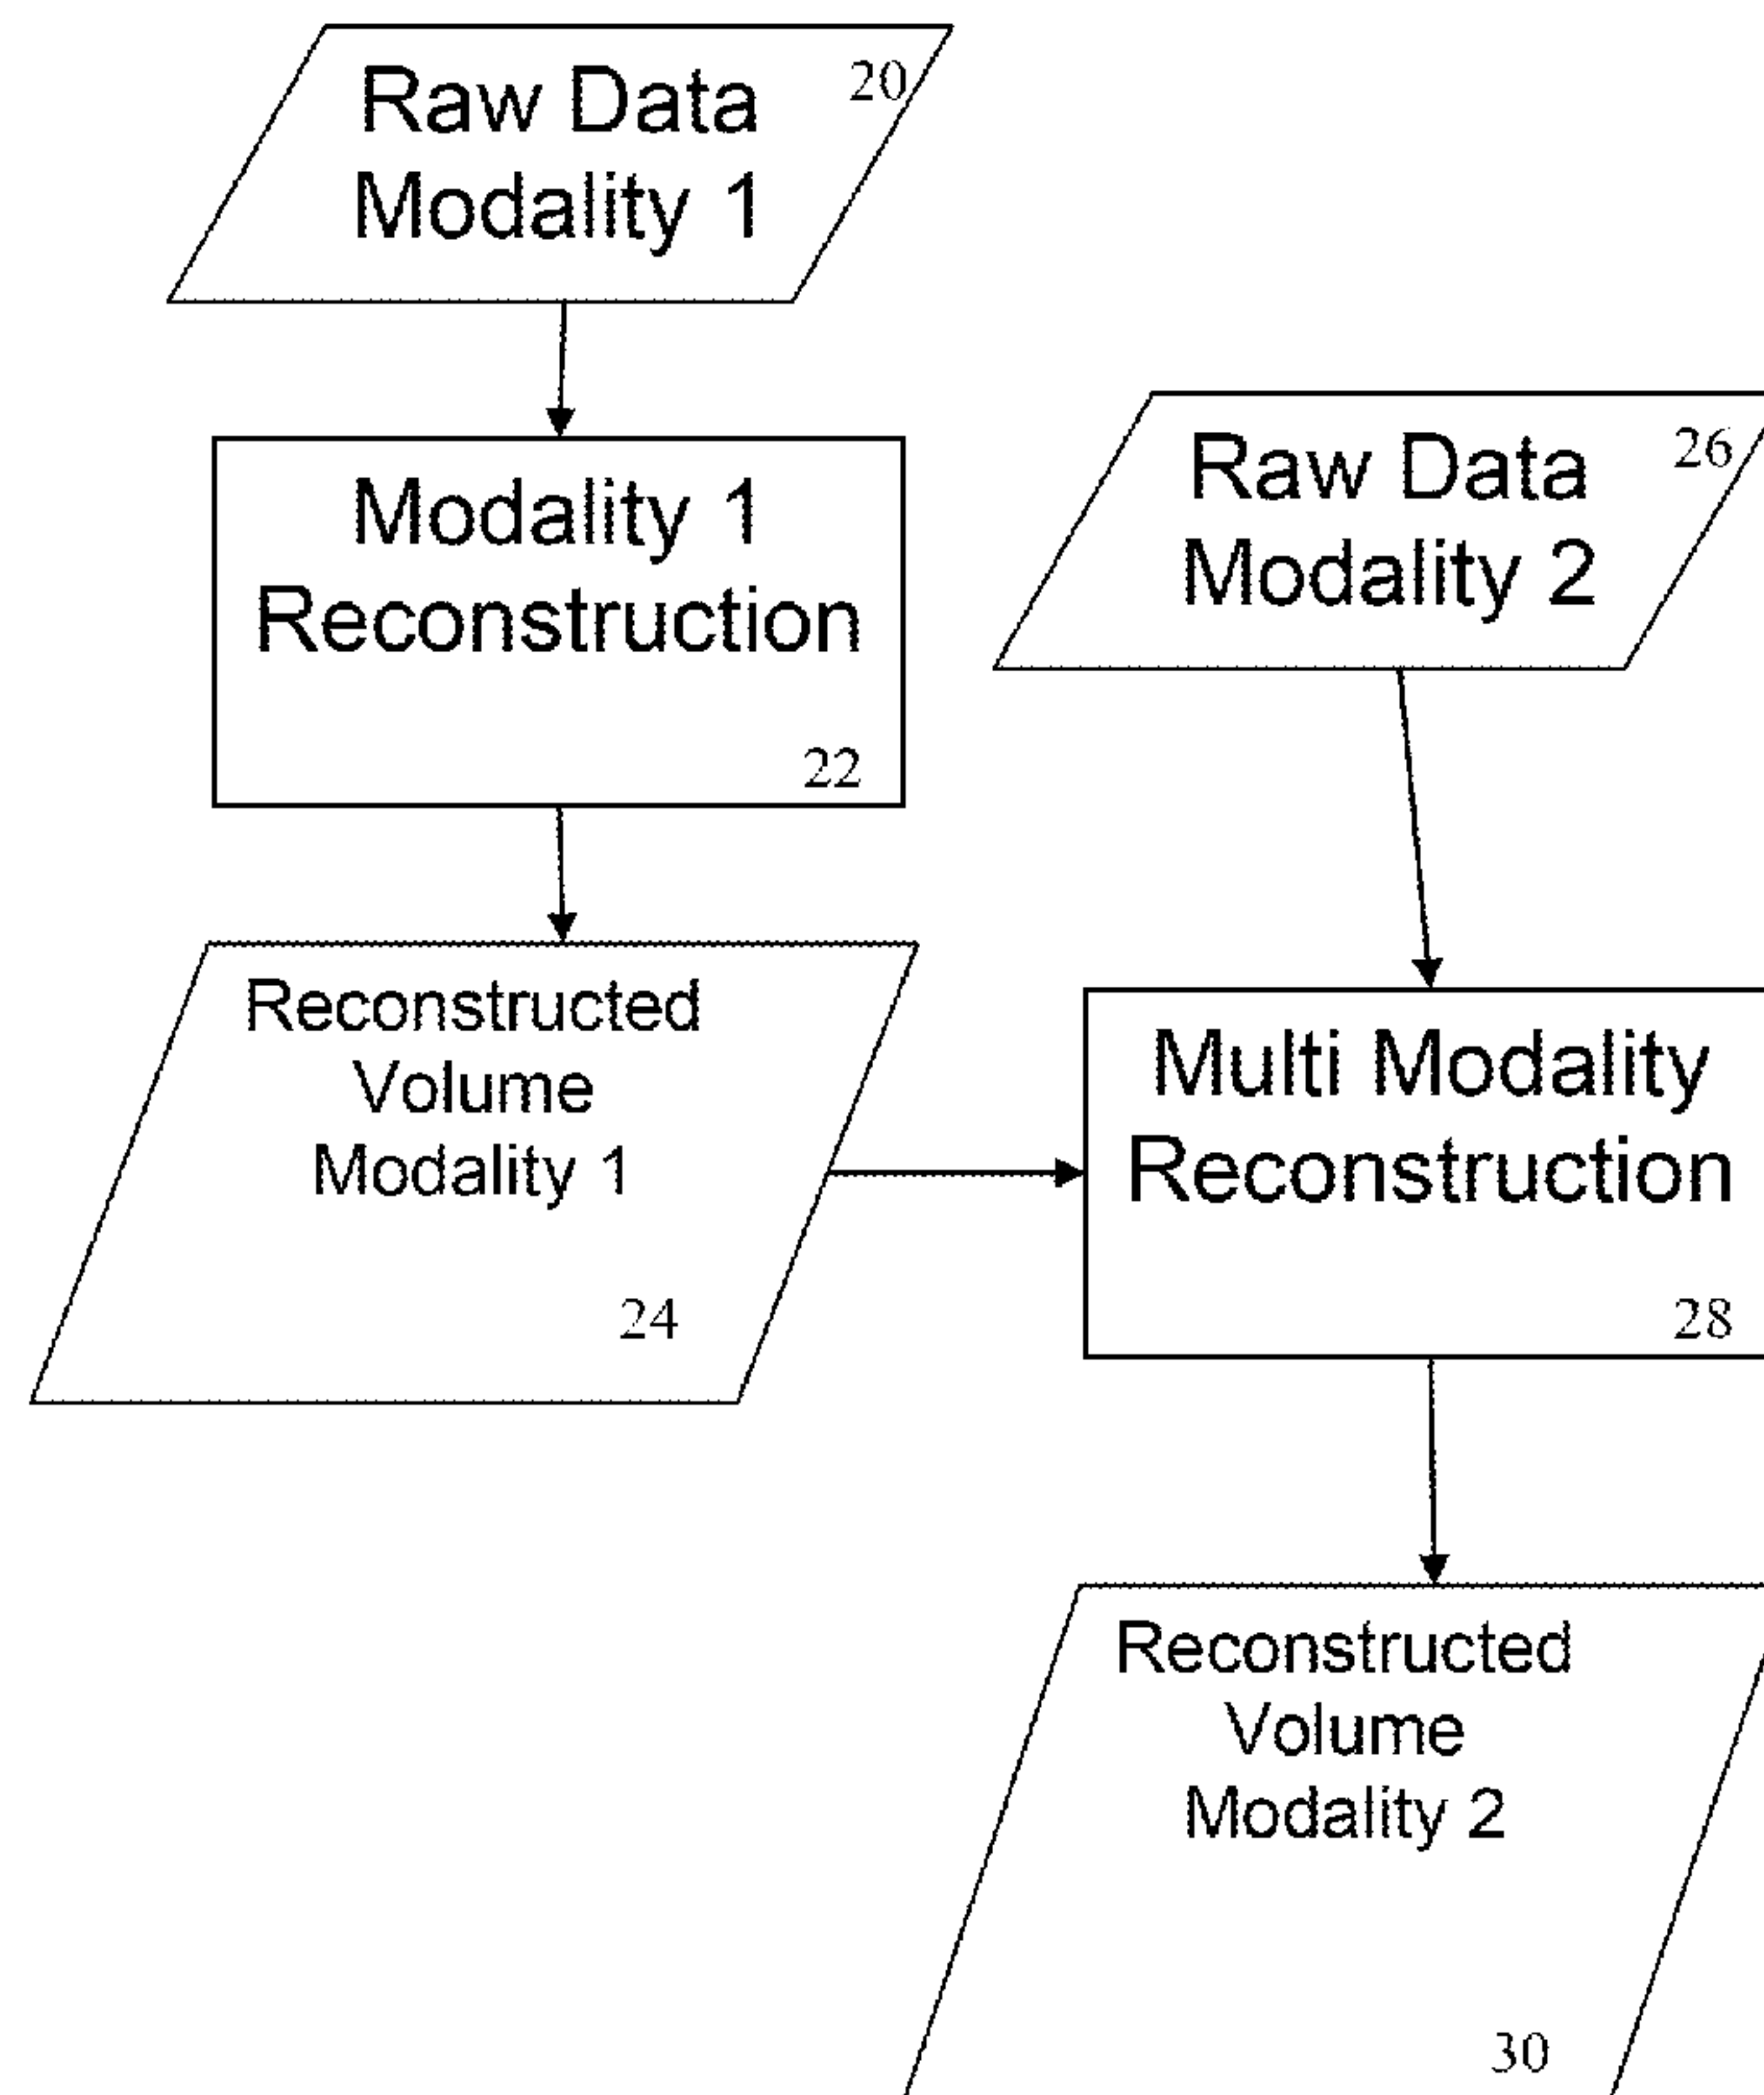 Raw Data
Modality 1
20
Modality 1
Reconstruction
22
Raw Data
Modality 2
26
Reconstructed
Volume
Modality 1
24
Multi Modality
Reconstruction
28
Reconstructed
Volume
Modality 2
30